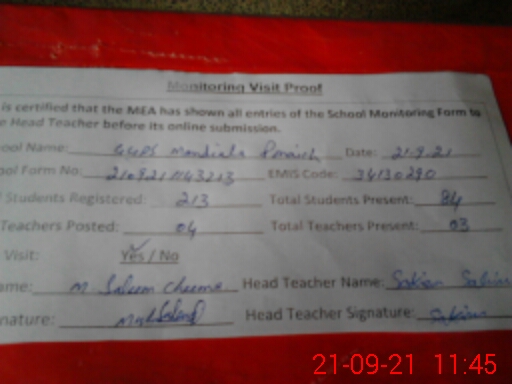 Monitoring Visit Proof
is certified that the MEA has shown all entries of the School Monitoring Form to
e Head Teacher before its online submission.
ool Name: GGPS Mandiala Date: 21-9-21
ool Form No: EMIS Code: 34130290
Students Registered: 213 Total Students Present: 84
Teachers Posted: 04 Total Teachers Present: 03
Visit: Yes / No
ame: M Saleem Cheema Head Teacher Name:
nature: Head Teacher Signature:
21-09-21 11:45